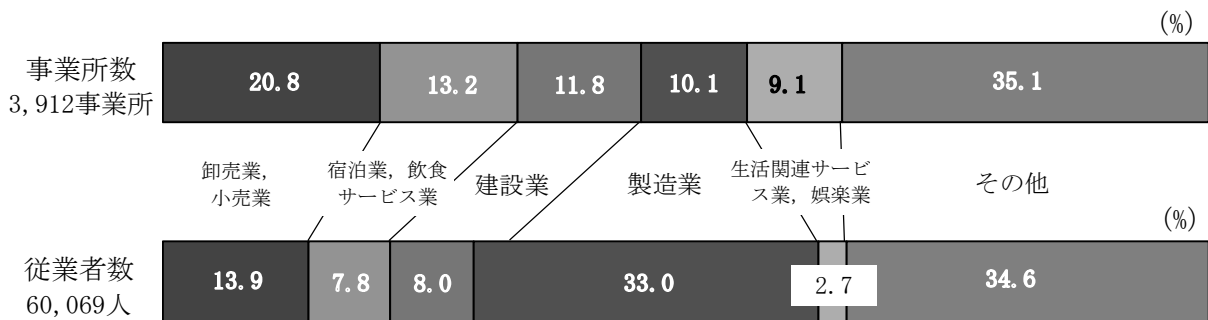 (%)
事業所数
3,912事業所
20.8
13.2
11.8
10.1
9.1
35.1
卸売業,
小売業
宿泊業, 飲食
サービス業
建設業
製造業
生活関連サービ
ス業, 娯楽業
その他
(%)
従業者数
60,069人
13.9
7.8
8.0
33.0
2.7
34.6